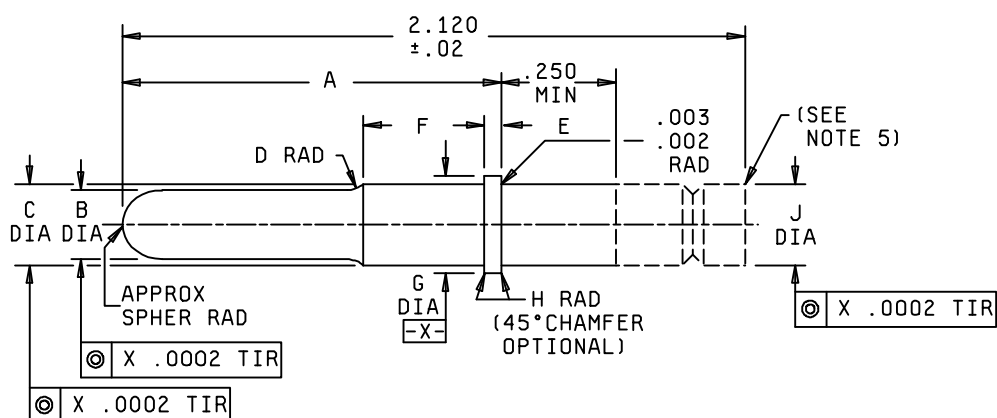 2.120
±.02
A
.250
MIN
F
E
.003
.002
RAD
(SEE
NOTE 5)
D RAD
C
DIA
B
DIA
J
DIA
APPROX
SPHER RAD
G
DIA
-X-
H RAD
(45° CHAMFER
OPTIONAL)
◎ X .0002 TIR
◎ X .0002 TIR
◎ X .0002 TIR